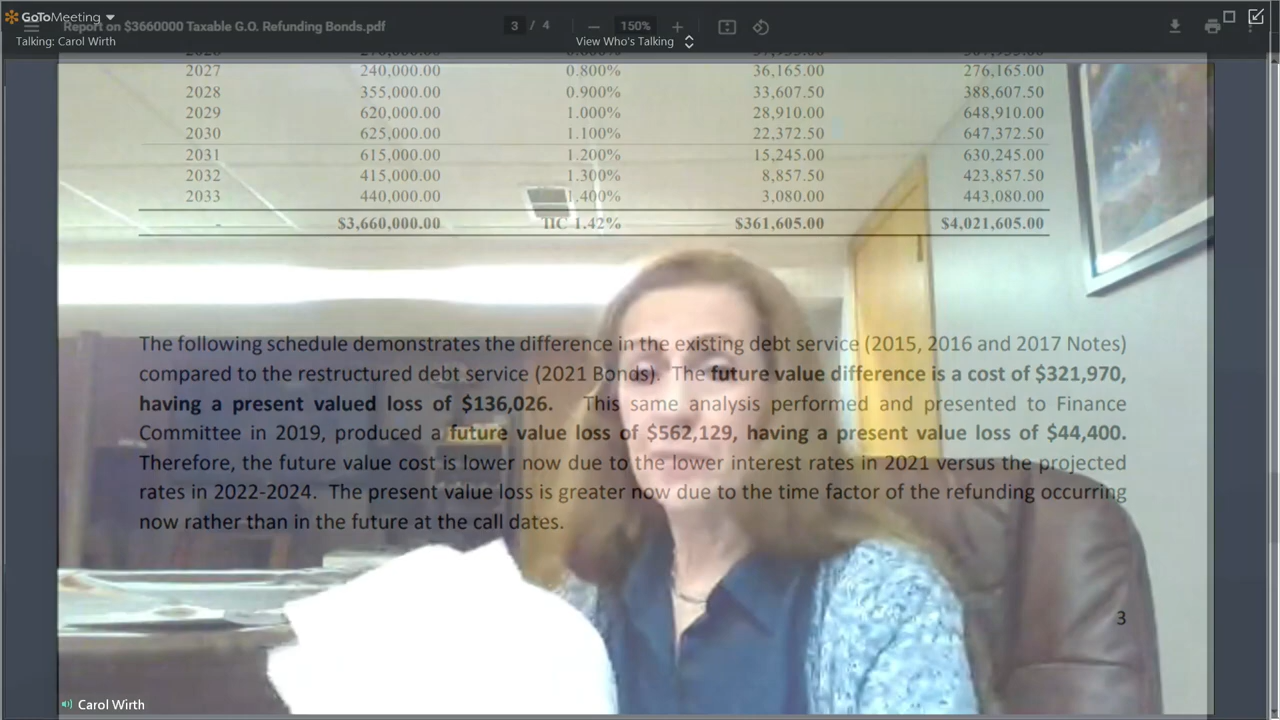 GoToMeeting
Report on $3660000 Taxable G.O. Refunding Bonds.pdf
3 / 4
150%
Talking: Carol Wirth
View Who's Talking
2027 240,000.00 0.800% 36,165.00 276,165.00
2028 355,000.00 0.900% 33,607.50 388,607.50
2029 620,000.00 1.000% 28,910.00 648,910.00
2030 625,000.00 1.100% 22,372.50 647,372.50
2031 615,000.00 1.200% 15,245.00 630,245.00
2032 415,000.00 1.300% 8,857.50 423,857.50
2033 440,000.00 1.400% 3,080.00 443,080.00
$3,660,000.00 TIC 1.42% $361,605.00 $4,021,605.00
The following schedule demonstrates the difference in the existing debt service (2015, 2016 and 2017 Notes)
compared to the restructured debt service (2021 Bonds). The future value difference is a cost of $321,970,
having a present valued loss of $136,026. This same analysis performed and presented to Finance
Committee in 2019, produced a future value loss of $562,129, having a present value loss of $44,400.
Therefore, the future value cost is lower now due to the lower interest rates in 2021 versus the projected
rates in 2022-2024. The present value loss is greater now due to the time factor of the refunding occurring
now rather than in the future at the call dates.
3
Carol Wirth